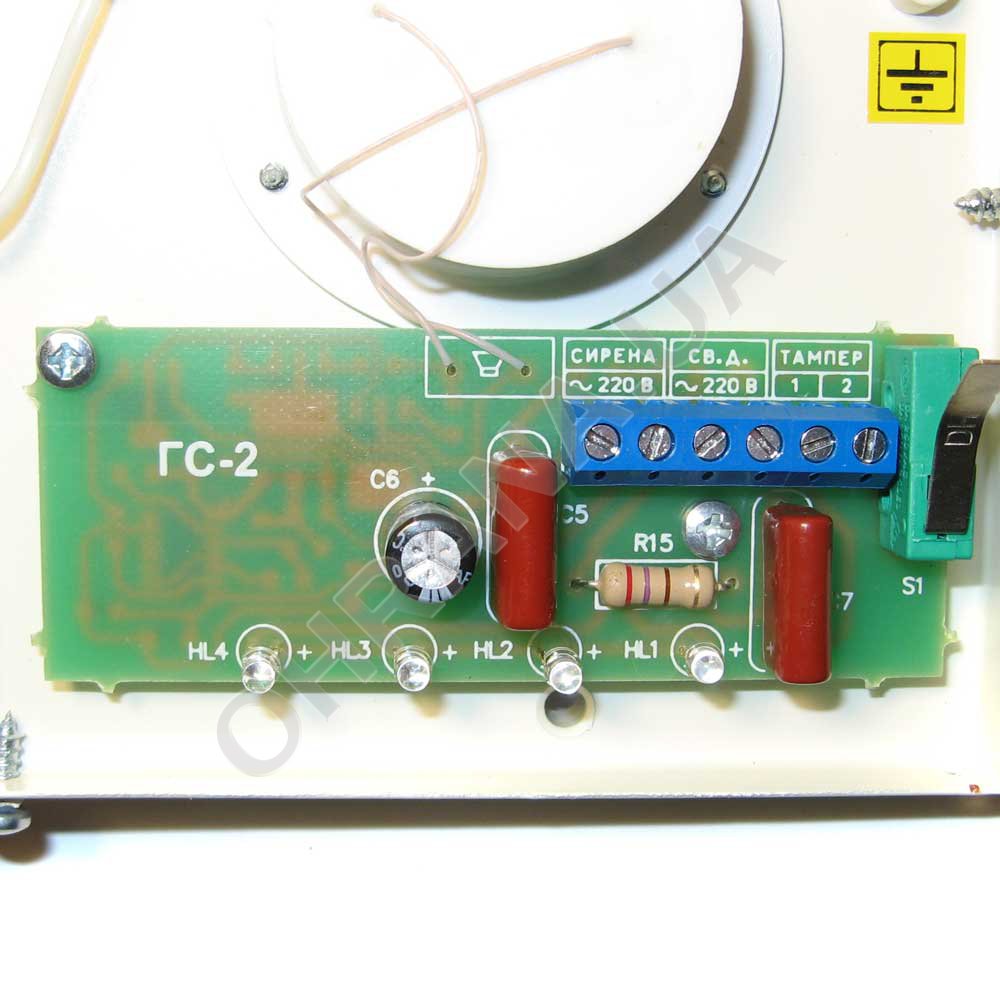 СИРЕНА СВ.Д. ТАМПЕР
~ 220 В ~ 220 В 1 2
ГС-2
C6 +
C5
R15
S1
HL4 + HL3 + HL2 + HL1 +
OHRANA.UA